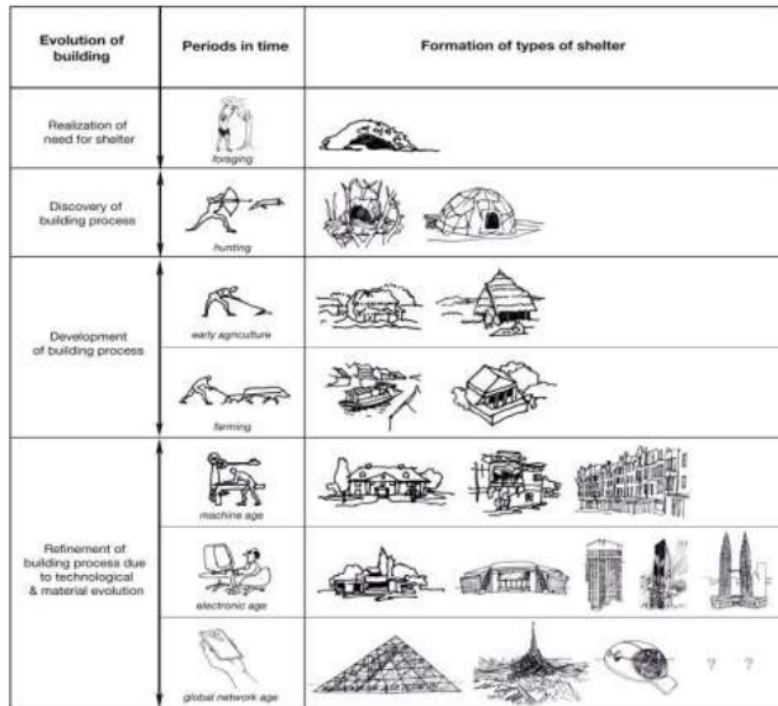 Evolution of
building
Periods in time
Formation of types of shelter
Realization of
need for shelter
foraging
Discovery of
building process
hunting
Development
of building process
early agriculture
farming
Refinement of
building process due
to technological
& material evolution
machine age
electronic age
global network age
? ?